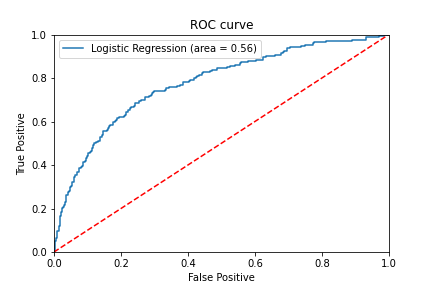 ROC curve
Logistic Regression (area = 0.56)
True Positive
1.0
0.8
0.6
0.4
0.2
0.0
0.0 0.2 0.4 0.6 0.8 1.0
False Positive